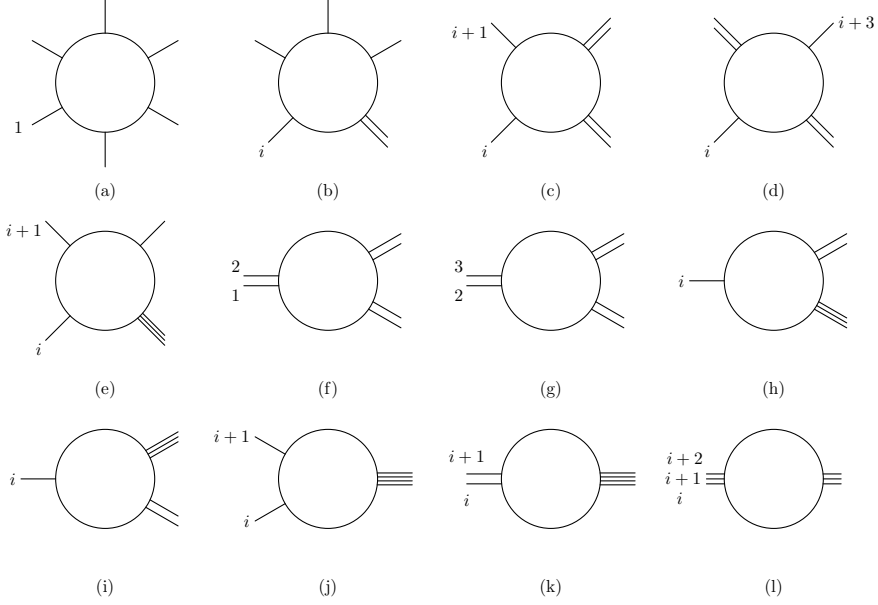 1
(a)
i
(b)
i + 1
i
(c)
i + 3
i
(d)
i + 1
i
(e)
2
1
(f)
3
2
(g)
i
(h)
i
(i)
i + 1
i
(j)
i + 1
i
(k)
i + 2
i + 1
i
(l)